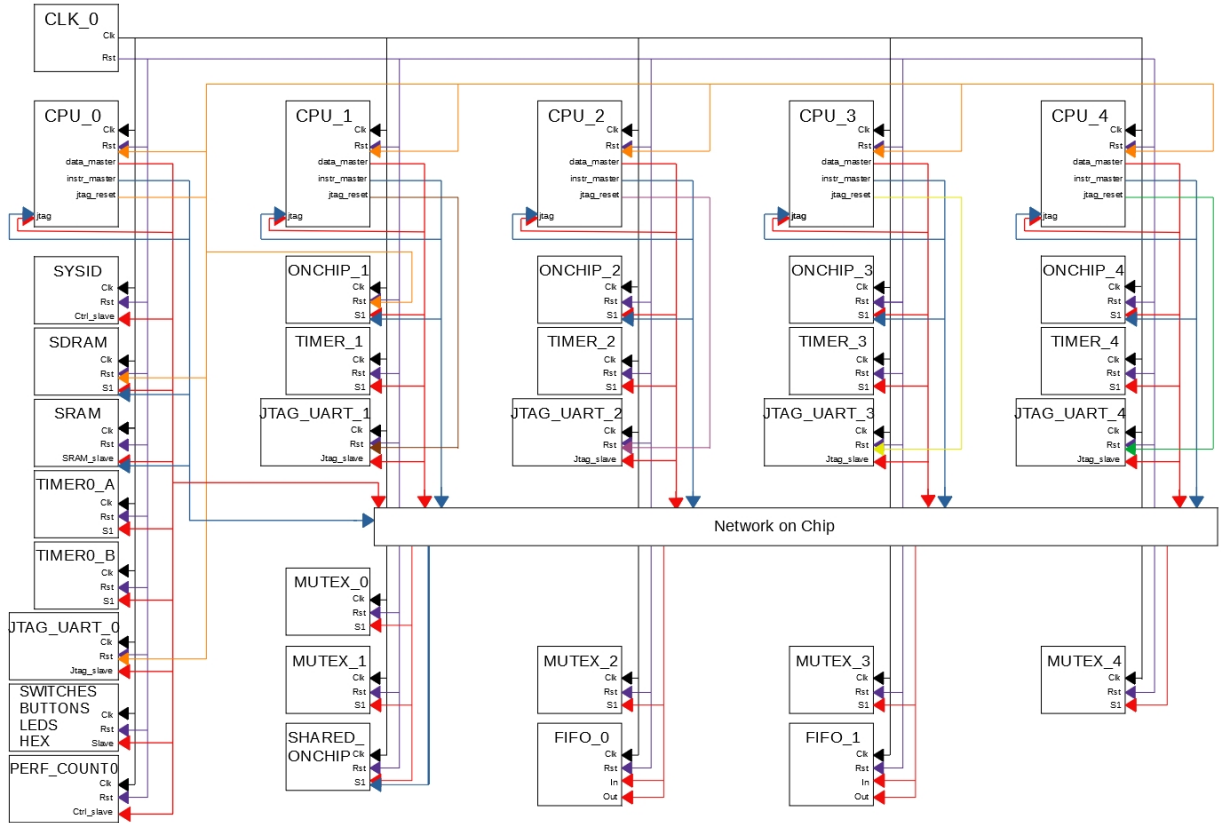 CLK_0
Clk
Rst
CPU_0
Clk
Rst
data_master
instr_master
jtag_reset
jtag
CPU_1
Clk
Rst
data_master
instr_master
jtag_reset
jtag
CPU_2
Clk
Rst
data_master
instr_master
jtag_reset
jtag
CPU_3
Clk
Rst
data_master
instr_master
jtag_reset
jtag
CPU_4
Clk
Rst
data_master
instr_master
jtag_reset
jtag
SYSID
Clk
Rst
Ctrl_slave
ONCHIP_1
Clk
Rst
S1
ONCHIP_2
Clk
Rst
S1
ONCHIP_3
Clk
Rst
S1
ONCHIP_4
Clk
Rst
S1
SDRAM
Clk
Rst
S1
TIMER_1
Clk
Rst
S1
TIMER_2
Clk
Rst
S1
TIMER_3
Clk
Rst
S1
TIMER_4
Clk
Rst
S1
SRAM
Clk
Rst
SRAM_slave
JTAG_UART_1
Clk
Rst
Jtag_slave
JTAG_UART_2
Clk
Rst
Jtag_slave
JTAG_UART_3
Clk
Rst
Jtag_slave
JTAG_UART_4
Clk
Rst
Jtag_slave
TIMER0_A
Clk
Rst
S1
Network on Chip
TIMER0_B
Clk
Rst
S1
MUTEX_0
Clk
Rst
S1
JTAG_UART_0
Clk
Rst
Jtag_slave
MUTEX_1
Clk
Rst
S1
MUTEX_2
Clk
Rst
S1
MUTEX_3
Clk
Rst
S1
MUTEX_4
Clk
Rst
S1
SWITCHES
BUTTONS
LEDS
HEX
Clk
Rst
Slave
SHARED_
ONCHIP
Clk
Rst
S1
FIFO_0
Clk
Rst
In
Out
FIFO_1
Clk
Rst
In
Out
PERF_COUNT0
Clk
Rst
Ctrl_slave